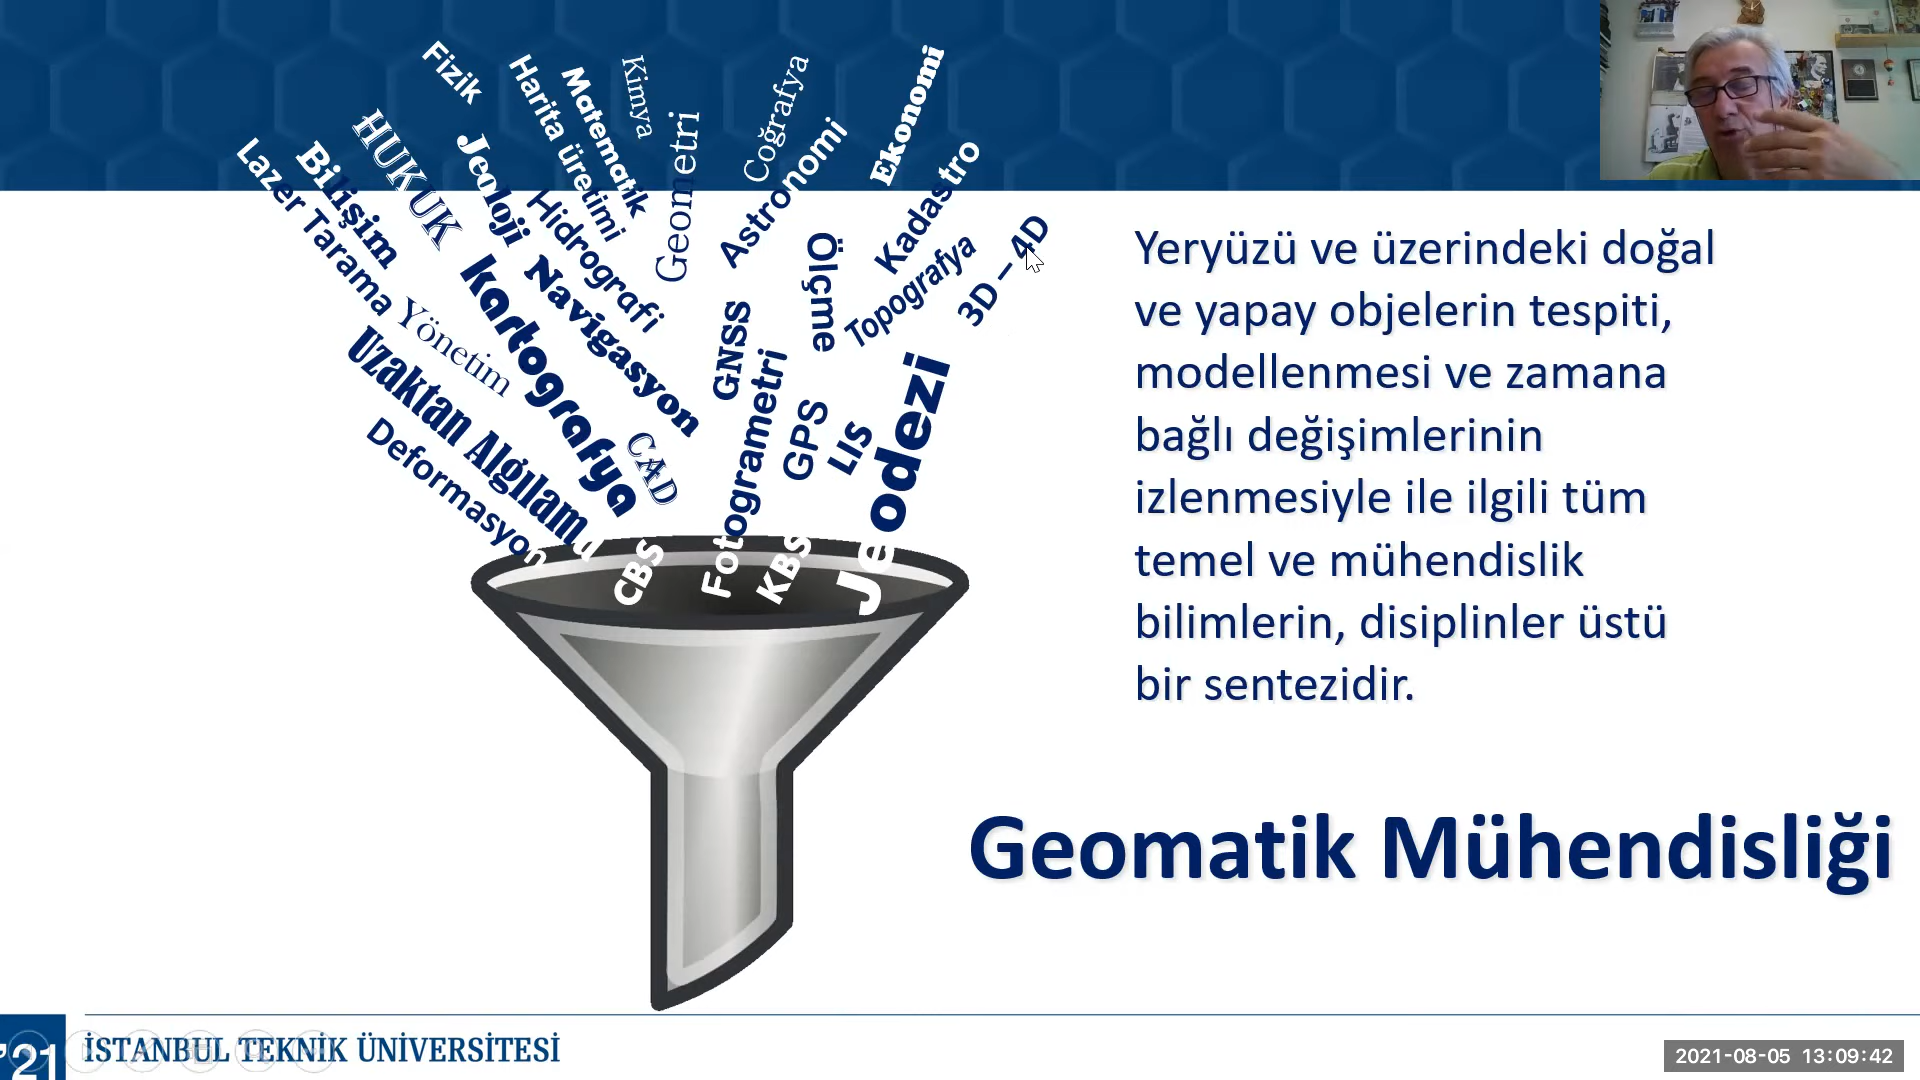 Fizik
Harita üretimi
Matematik
Kimya
Geometri
Coğrafya
Astronomi
Ekonomi
Kadastro
Lazer Tarama
Bilişim
HUKUK
Jeoloji
Hidrografi
Ölçme
Topografya
3D – 4D
Yönetim
kartografya
Navigasyon
GNSS
Uzaktan Algılama
Deformasyon
CAD
Fotogrametri
GPS
LIS
Jeodezi
CBS
KBS
Yeryüzü ve üzerindeki doğal
ve yapay objelerin tespiti,
modellenmesi ve zamana
bağlı değişimlerinin
izlenmesiyle ile ilgili tüm
temel ve mühendislik
bilimlerin, disiplinler üstü
bir sentezidir.
Geomatik Mühendisliği
'21
İSTANBUL TEKNİK ÜNİVERSİTESİ
2021-08-05 13:09:42